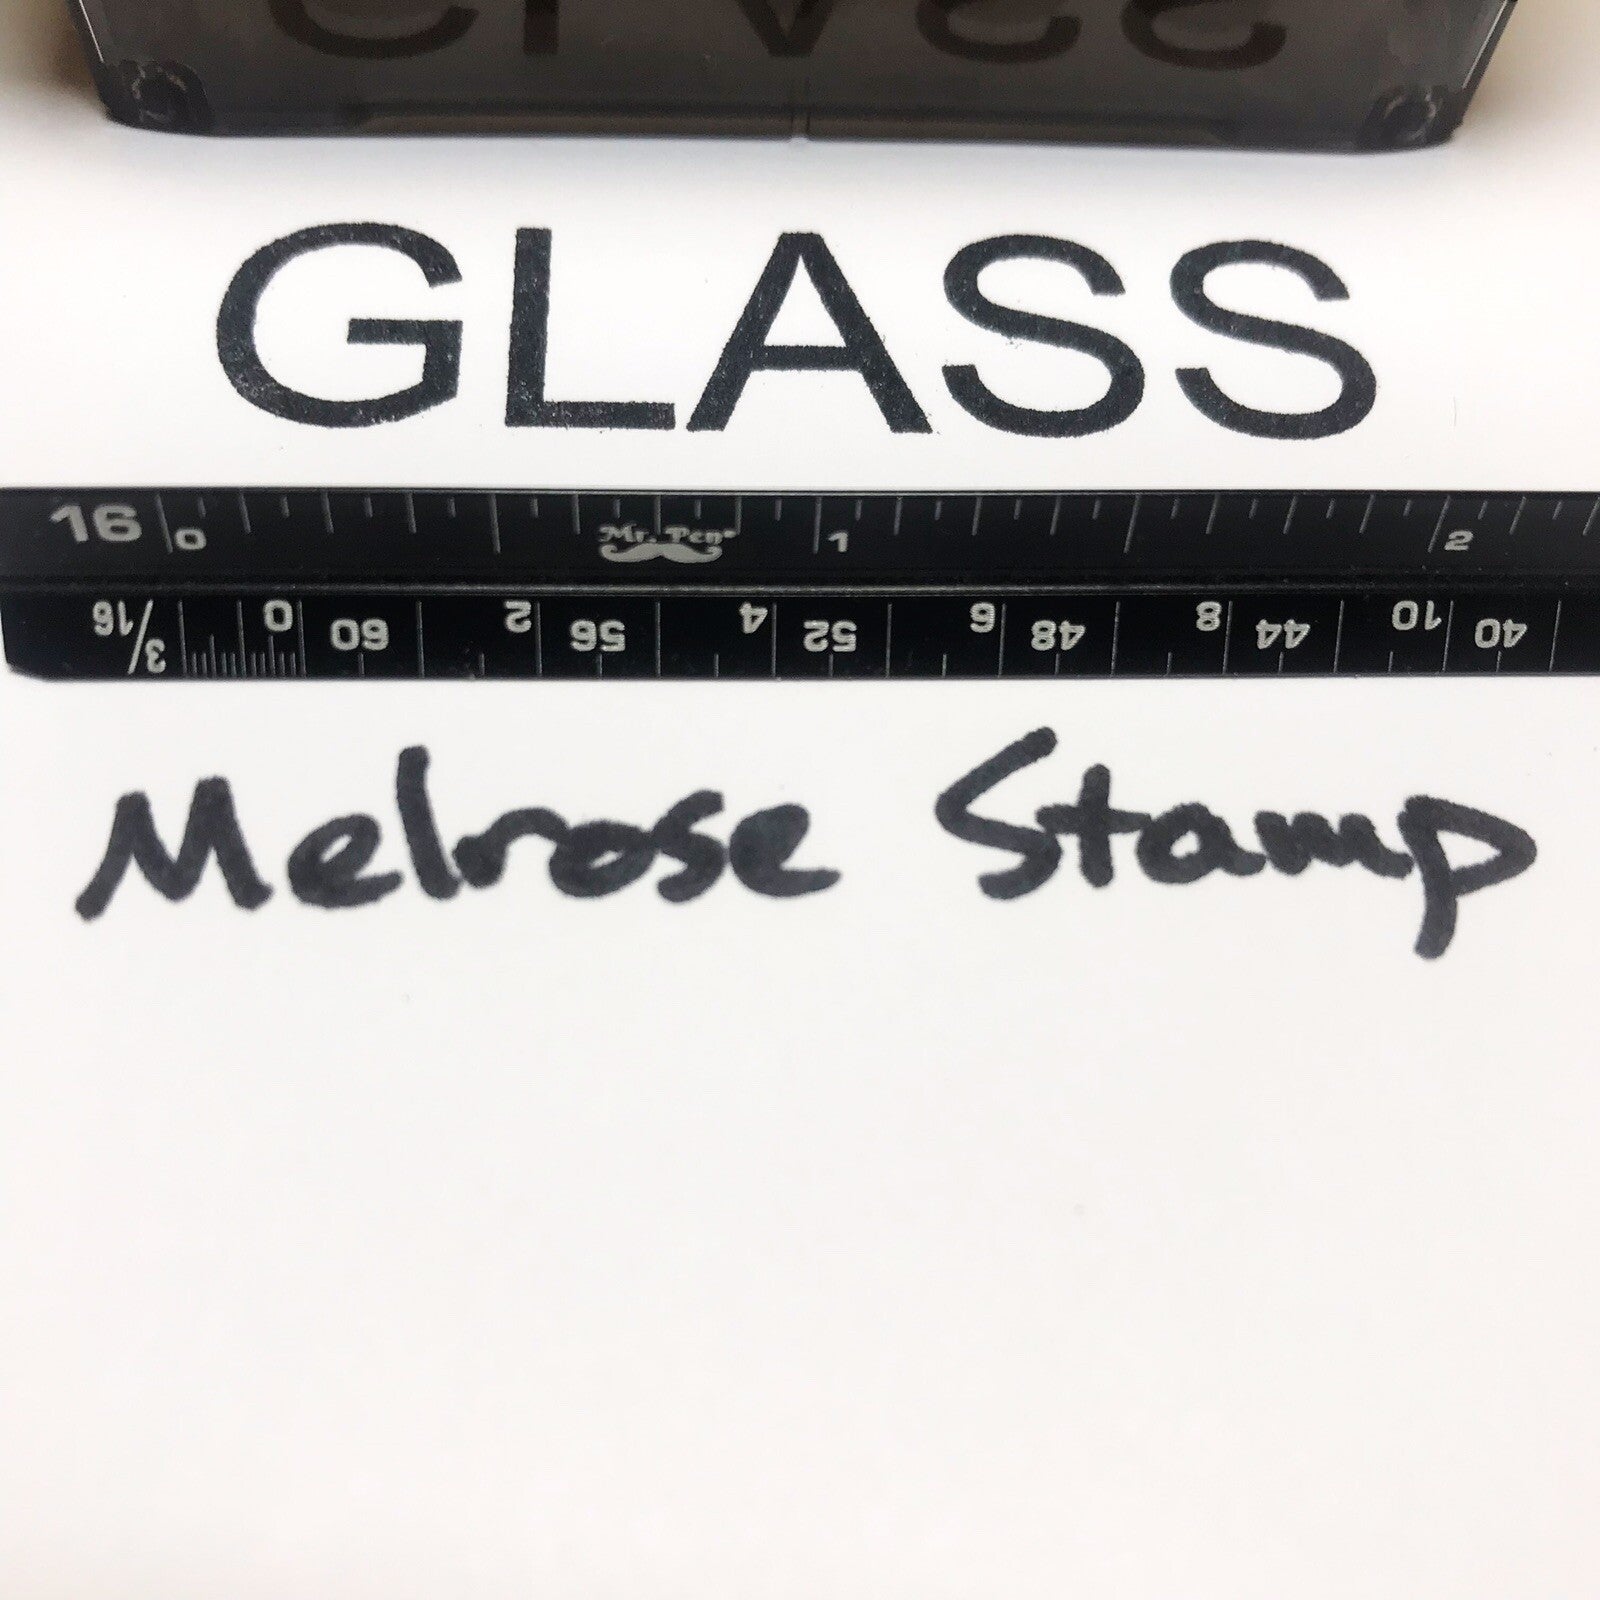 GLASS
GLASS
16 0 Mr. Pen 1 2
3/16 0 60 2 56 4 52 6 48 8 44 10 40
Melrose Stamp